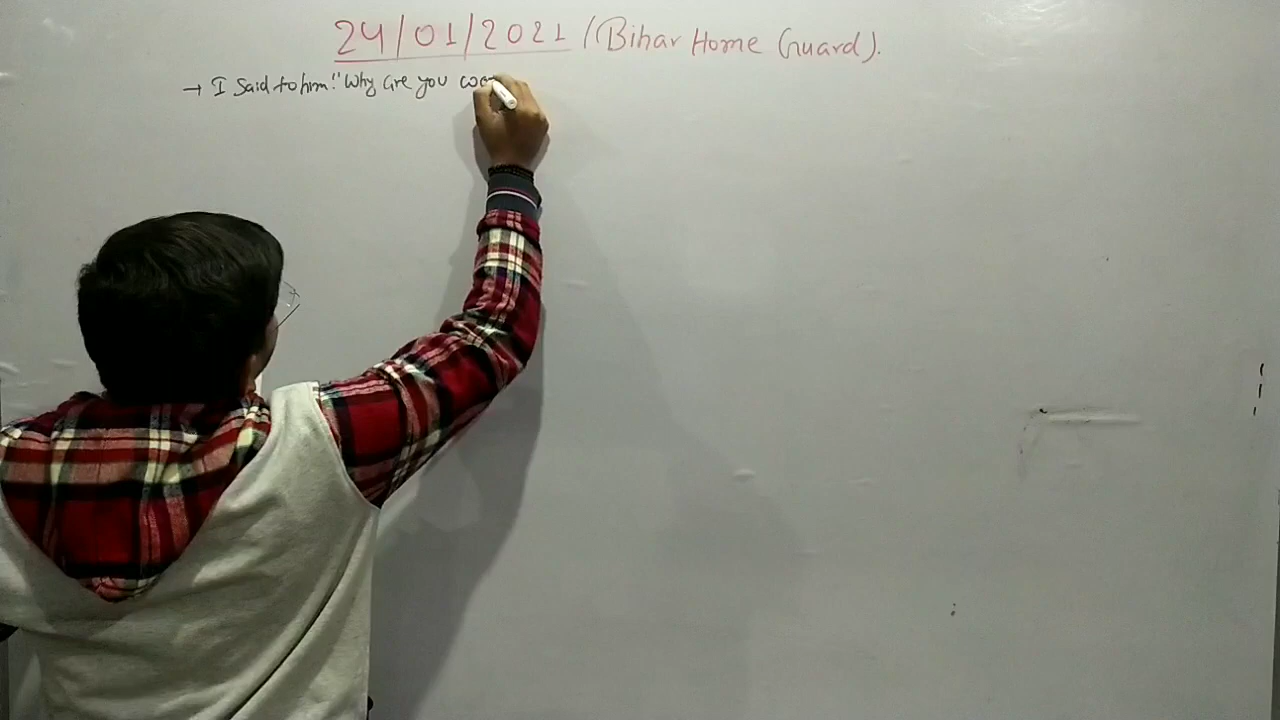 24/01/2021 (Bihar Home Guard).
→ I Said to him "Why are you